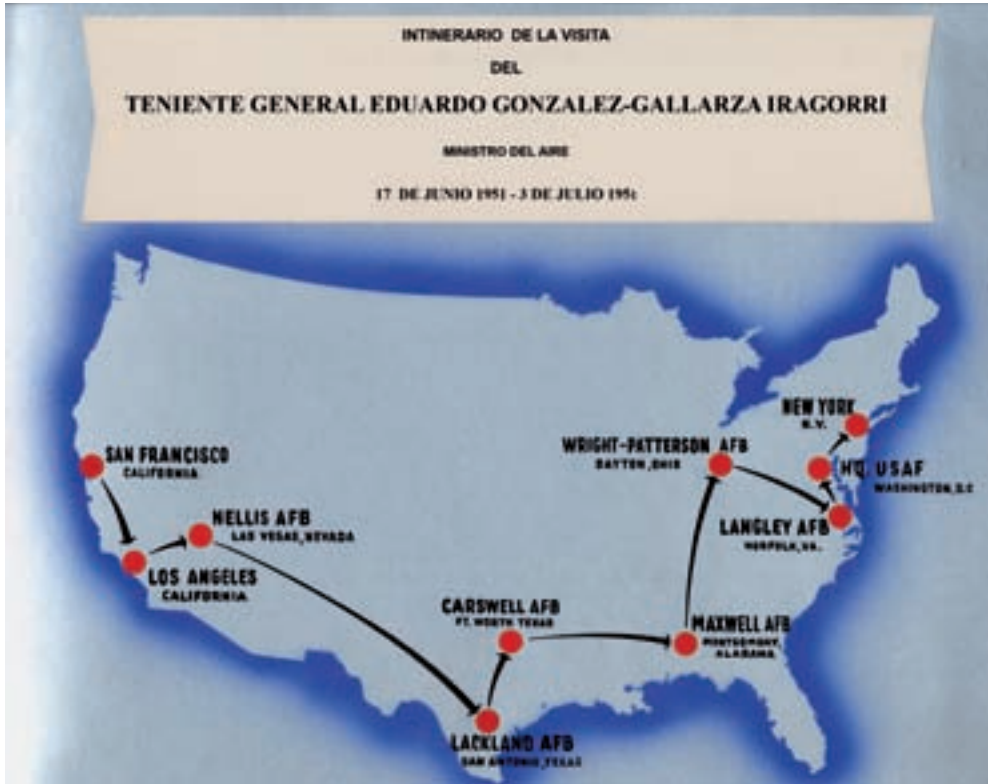 INTINERARIO DE LA VISITA
DEL
TENIENTE GENERAL EDUARDO GONZALEZ-GALLARZA IRAGORRI
MINISTRO DEL AIRE
17 DE JUNIO 1951 - 3 DE JULIO 1951
NEW YORK
N.Y.
SAN FRANCISCO
CALIFORNIA
WRIGHT-PATTERSON AFB
DAYTON, OHIO
HQ. USAF
WASHINGTON, D.C
NELLIS AFB
LAS VEGAS, NEVADA
LANGLEY AFB
NORFOLK, VA.
LOS ANGELES
CALIFORNIA
CARSWELL AFB
FT. WORTH TEXAS
MAXWELL AFB
MONTGOMERY,
ALABAMA
LACKLAND AFB
SAN ANTONIO, TEXAS